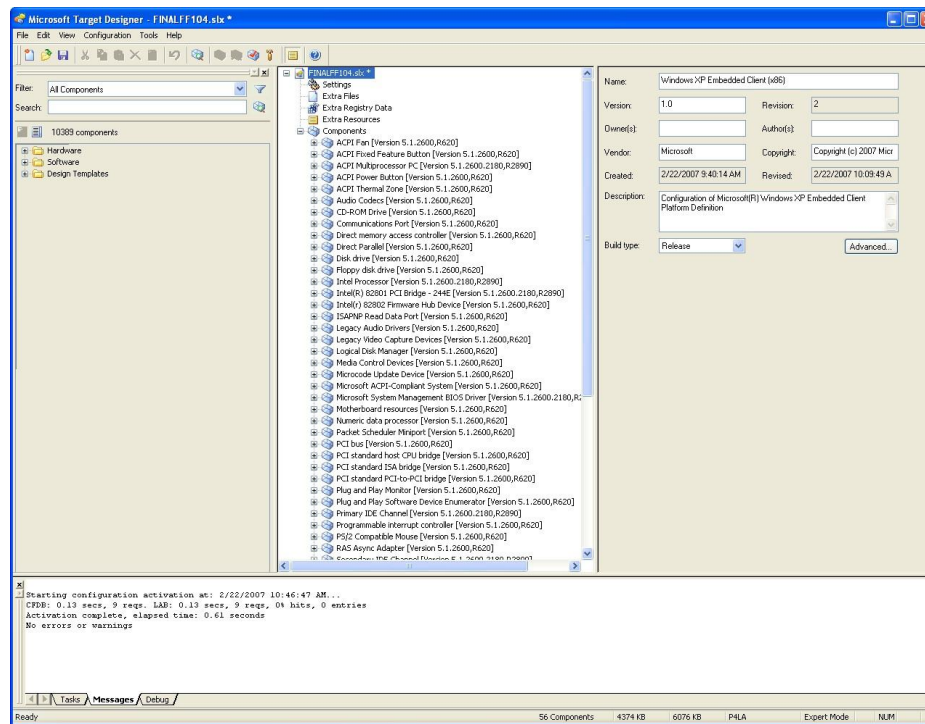 Microsoft Target Designer - FINALFF104.slx *
File Edit View Configuration Tools Help
Filter: All Components
Search:
10389 components
Hardware
Software
Design Templates
FINALFF104.slx *
Settings
Extra Files
Extra Registry Data
Extra Resources
Components
ACPI Fan [Version 5.1.2600,R620]
ACPI Fixed Feature Button [Version 5.1.2600,R620]
ACPI Multiprocessor PC [Version 5.1.2600.2180,R2890]
ACPI Power Button [Version 5.1.2600,R620]
ACPI Thermal Zone [Version 5.1.2600,R620]
Audio Codecs [Version 5.1.2600,R620]
CD-ROM Drive [Version 5.1.2600,R620]
Communications Port [Version 5.1.2600,R620]
Direct memory access controller [Version 5.1.2600,R620]
Direct Parallel [Version 5.1.2600,R620]
Disk drive [Version 5.1.2600,R620]
Floppy disk drive [Version 5.1.2600,R620]
Intel Processor [Version 5.1.2600.2180,R2890]
Intel(R) 82801 PCI Bridge - 244E [Version 5.1.2600.2180,R2890]
Intel(r) 82802 Firmware Hub Device [Version 5.1.2600,R620]
ISAPNP Read Data Port [Version 5.1.2600,R620]
Legacy Audio Drivers [Version 5.1.2600,R620]
Legacy Video Capture Devices [Version 5.1.2600,R620]
Logical Disk Manager [Version 5.1.2600,R620]
Media Control Devices [Version 5.1.2600,R620]
Microcode Update Device [Version 5.1.2600,R620]
Microsoft ACPI-Compliant System [Version 5.1.2600,R620]
Microsoft System Management BIOS Driver [Version 5.1.2600.2180,R2
Motherboard resources [Version 5.1.2600,R620]
Numeric data processor [Version 5.1.2600,R620]
Packet Scheduler Miniport [Version 5.1.2600,R620]
PCI bus [Version 5.1.2600,R620]
PCI standard host CPU bridge [Version 5.1.2600,R620]
PCI standard ISA bridge [Version 5.1.2600,R620]
PCI standard PCI-to-PCI bridge [Version 5.1.2600,R620]
Plug and Play Monitor [Version 5.1.2600,R620]
Plug and Play Software Device Enumerator [Version 5.1.2600,R620]
Primary IDE Channel [Version 5.1.2600.2180,R2890]
Programmable interrupt controller [Version 5.1.2600,R620]
PS/2 Compatible Mouse [Version 5.1.2600,R620]
RAS Async Adapter [Version 5.1.2600,R620]
Secondary IDE Channel [Version 5.1.2600.2180,R2890]
Name: Windows XP Embedded Client (x86)
Version: 1.0 Revision: 2
Owner(s): Author(s):
Vendor: Microsoft Copyright: Copyright (c) 2007 Micr
Created: 2/22/2007 9:40:14 AM Revised: 2/22/2007 10:09:49 A
Description: Configuration of Microsoft(R) Windows XP Embedded Client
Platform Definition
Build type: Release Advanced...
Starting configuration activation at: 2/22/2007 10:46:47 AM...
CFDB: 0.13 secs, 9 reqs. LAB: 0.13 secs, 9 reqs, 0% hits, 0 entries
Activation complete, elapsed time: 0.61 seconds
No errors or warnings
Tasks Messages Debug
Ready 56 Components 4374 KB 6076 KB P4LA Expert Mode NUM